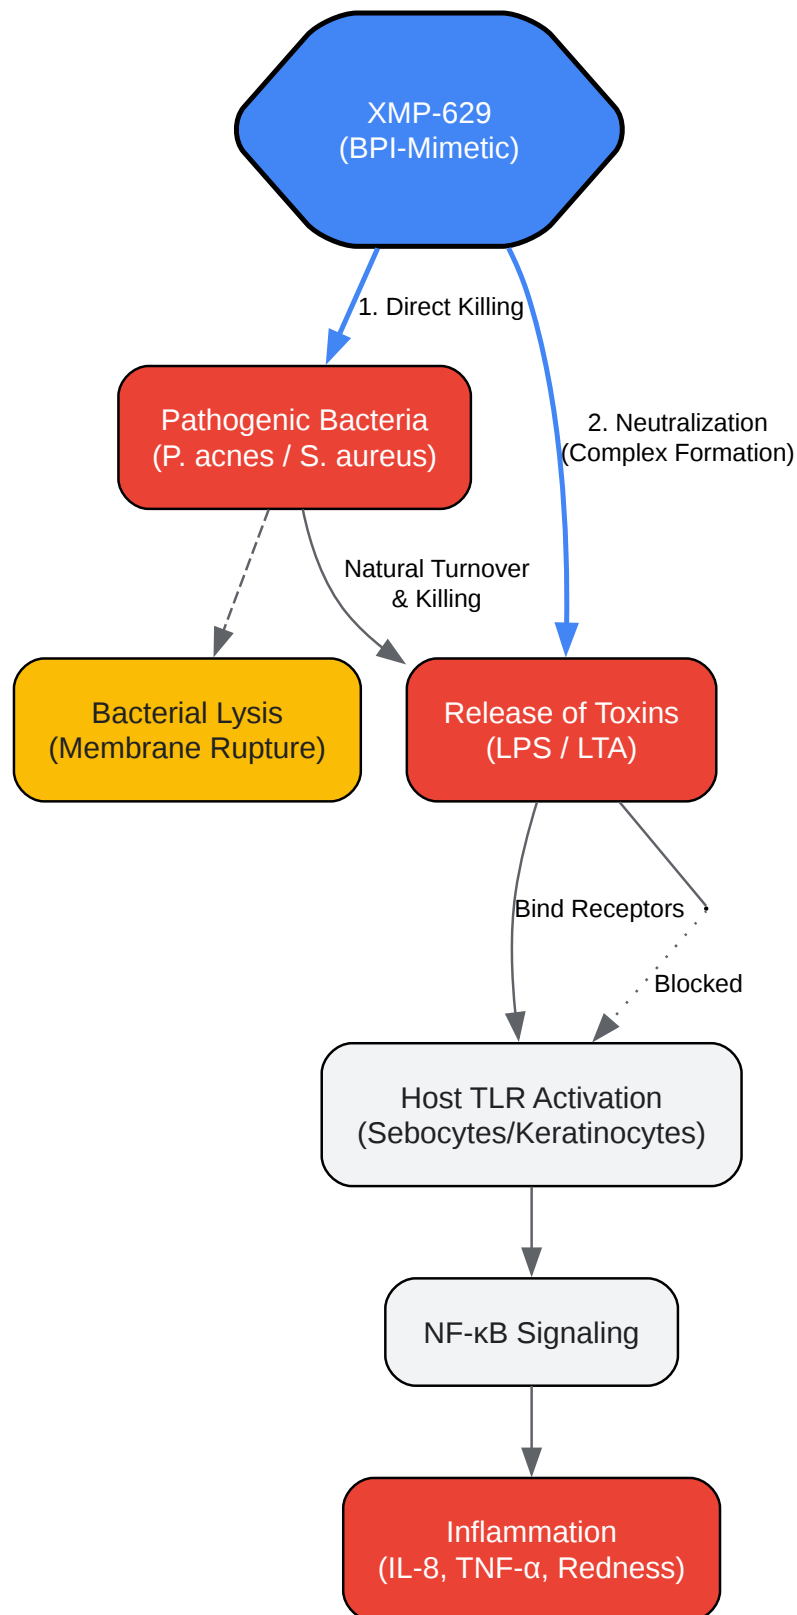 XMP-629
(BPI-Mimetic)
1. Direct Killing
Pathogenic Bacteria
(P. acnes / S. aureus)
2. Neutralization
(Complex Formation)
Natural Turnover
& Killing
Bacterial Lysis
(Membrane Rupture)
Release of Toxins
(LPS / LTA)
Bind Receptors
Blocked
Host TLR Activation
(Sebocytes/Keratinocytes)
NF-κB Signaling
Inflammation
(IL-8, TNF-α, Redness)